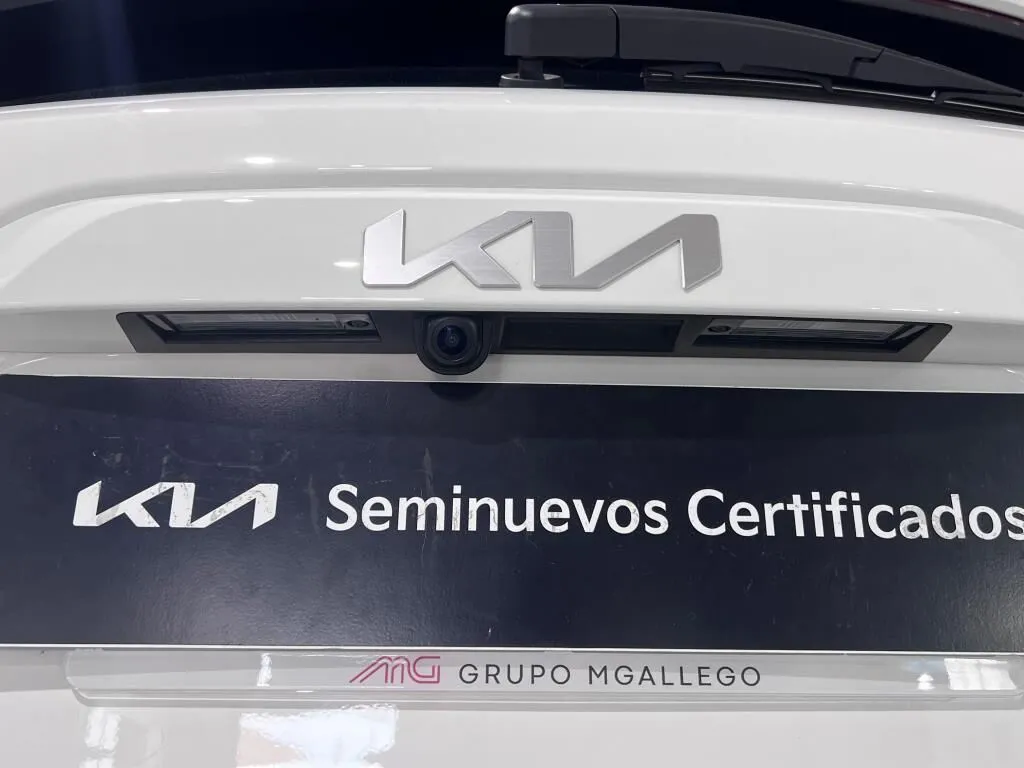 KIA
KIA Seminuevos Certificados
MG GRUPO MGALLEGO